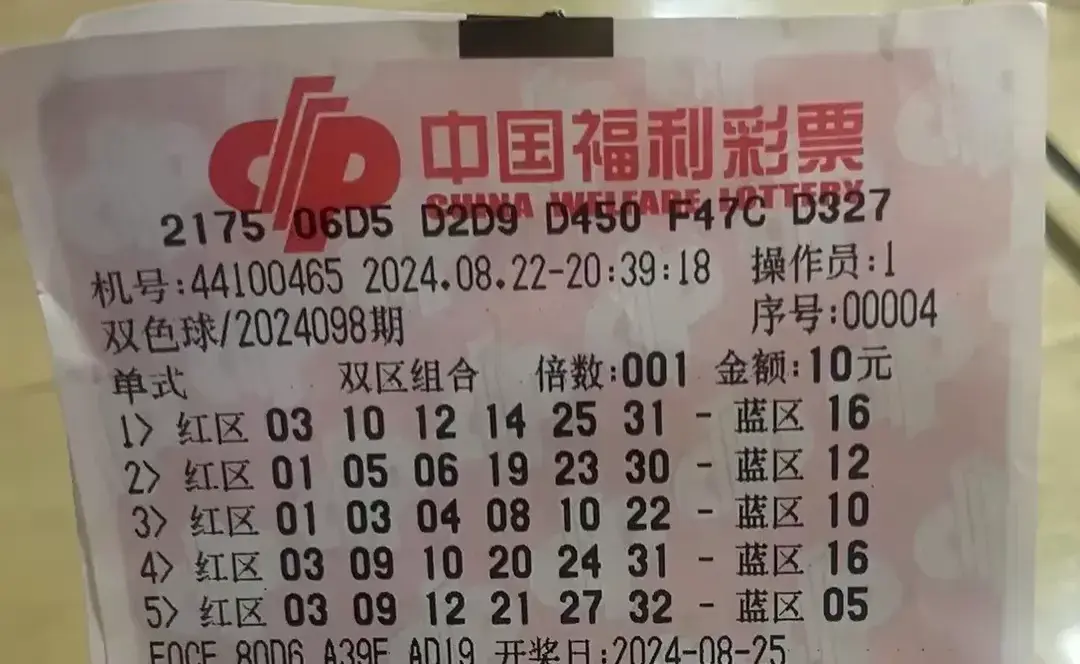 中国福利彩票
CHINA WELFARE LOTTERY
2175 06D5 D2D9 D450 F47C D327
机号:44100465 2024.08.22-20:39:18 操作员:1
双色球/2024098期 序号:00004
单式 双区组合 倍数:001 金额:10元
1> 红区 03 10 12 14 25 31 - 蓝区 16
2> 红区 01 05 06 19 23 30 - 蓝区 12
3> 红区 01 03 04 08 10 22 - 蓝区 10
4> 红区 03 09 10 20 24 31 - 蓝区 16
5> 红区 03 09 12 21 27 32 - 蓝区 05
80D6 AD19 开奖日:2024-08-25